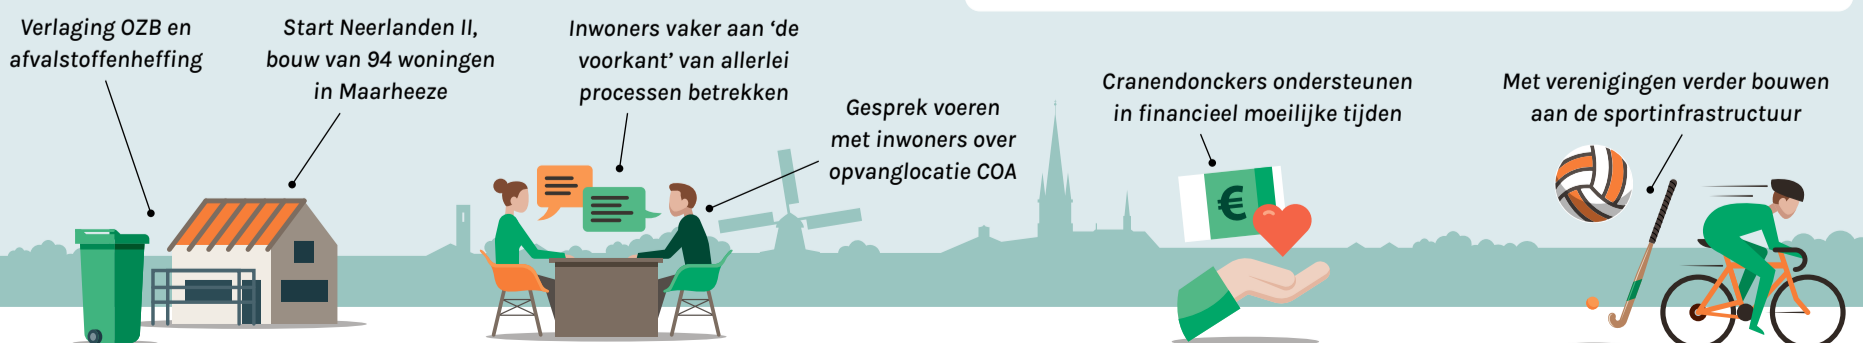 Verlaging OZB en
afvalstoffenheffing
Start Neerlanden II,
bouw van 94 woningen
in Maarheeze
Inwoners vaker aan ‘de
voorkant’ van allerlei
processen betrekken
Gesprek voeren
met inwoners over
opvanglocatie COA
Cranendonckers ondersteunen
in financieel moeilijke tijden
€
Met verenigingen verder bouwen
aan de sportinfrastructuur